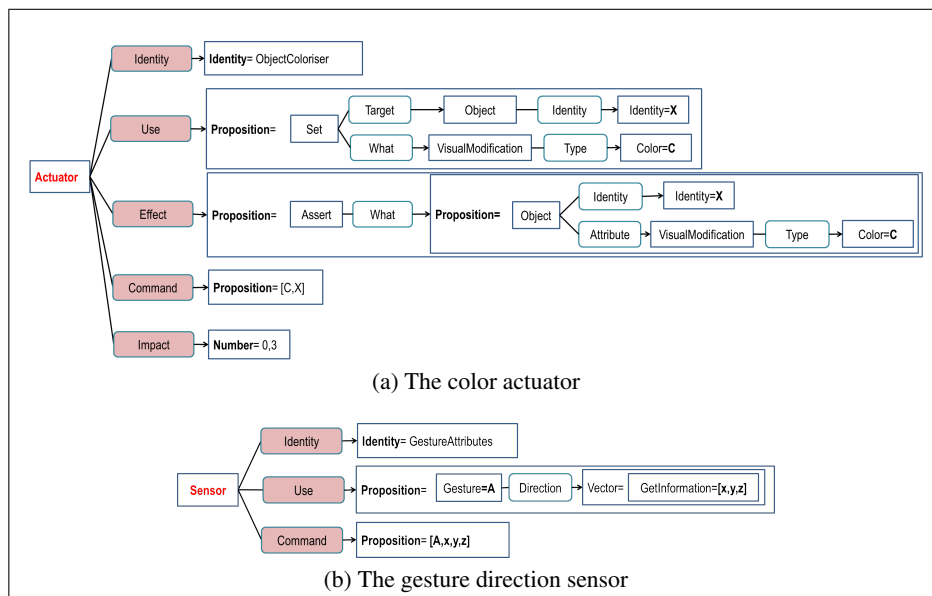 Identity
Identity= ObjectColoriser
Target
Object
Identity
Identity=X
Use
Proposition=
Set
What
VisualModification
Type
Color=C
Actuator
Effect
Proposition=
Assert
What
Proposition=
Object
Identity
Identity=X
Attribute
VisualModification
Type
Color=C
Command
Proposition= [C,X]
Impact
Number= 0,3
(a) The color actuator
Identity
Identity= GestureAttributes
Sensor
Use
Proposition=
Gesture=A
Direction
Vector=
GetInformation=[x,y,z]
Command
Proposition= [A,x,y,z]
(b) The gesture direction sensor